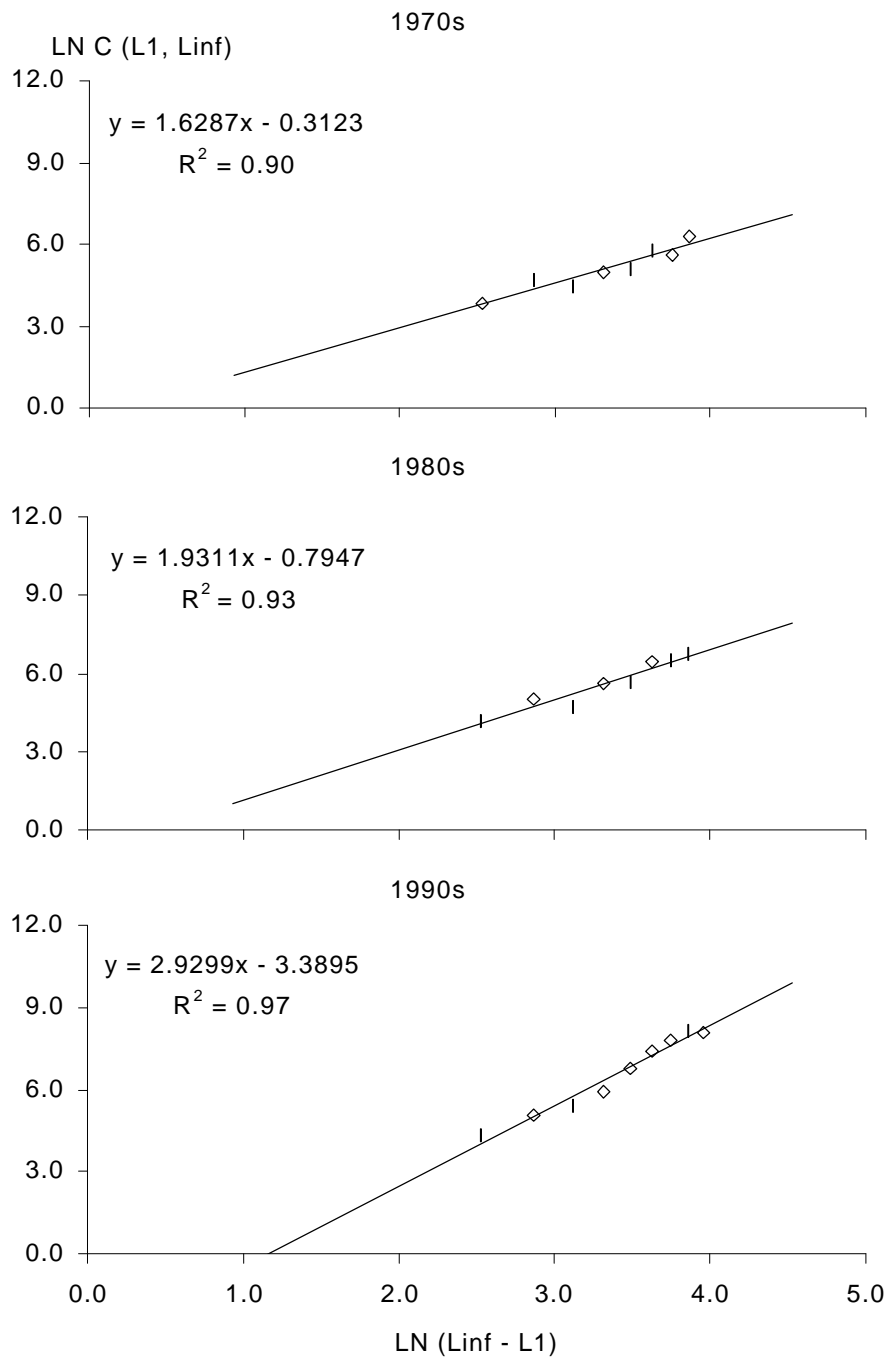 1970s
LN C (L1, Linf)
12.0
y = 1.6287x - 0.3123
R² = 0.90
9.0
6.0
3.0
0.0
1980s
12.0
y = 1.9311x - 0.7947
R² = 0.93
9.0
6.0
3.0
0.0
1990s
12.0
y = 2.9299x - 3.3895
R² = 0.97
9.0
6.0
3.0
0.0
0.0 1.0 2.0 3.0 4.0 5.0
LN (Linf - L1)